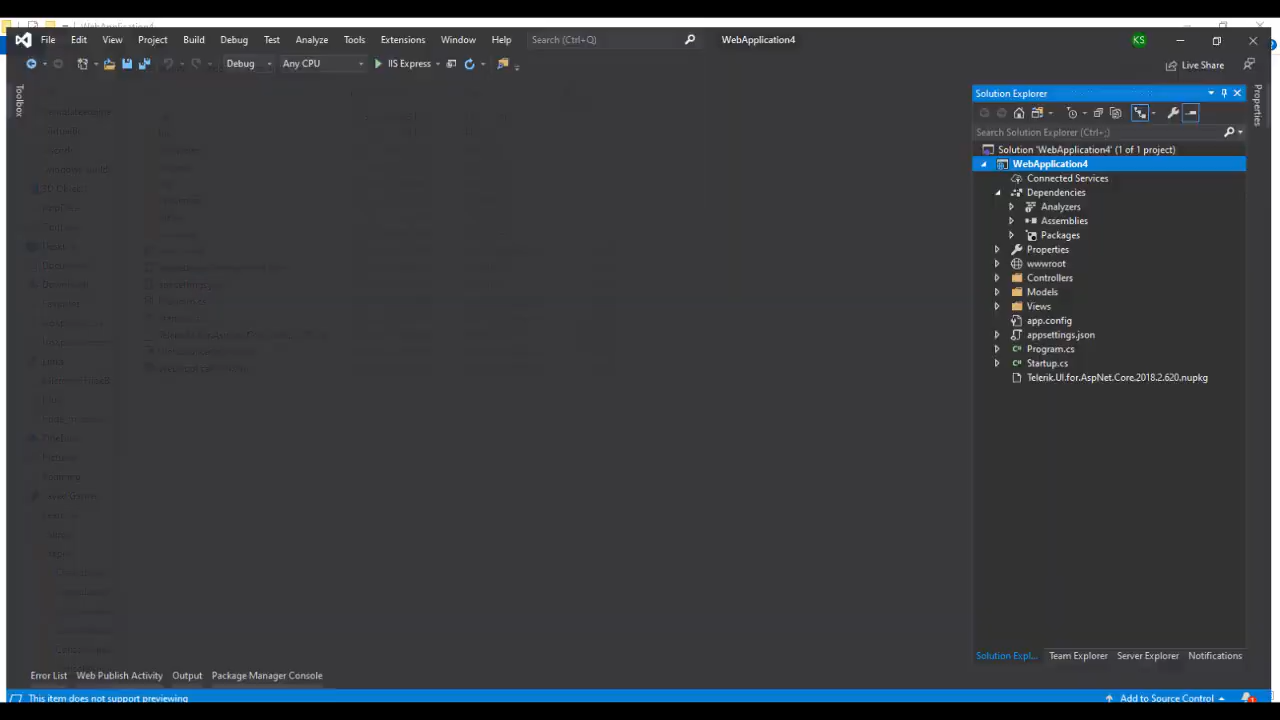 File Edit View Project Build Debug Test Analyze Tools Extensions Window Help Search (Ctrl+Q) WebApplication4 KS
Debug Any CPU IIS Express Live Share
Toolbox
Properties
Solution Explorer
Search Solution Explorer (Ctrl+;)
Solution 'WebApplication4' (1 of 1 project)
WebApplication4
Connected Services
Dependencies
Analyzers
Assemblies
Packages
Properties
wwwroot
Controllers
Models
Views
app.config
appsettings.json
Program.cs
Startup.cs
Telerik.UI.for.AspNet.Core.2018.2.620.nupkg
Solution Expl... Team Explorer Server Explorer Notifications
Error List Web Publish Activity Output Package Manager Console
This item does not support previewing Add to Source Control